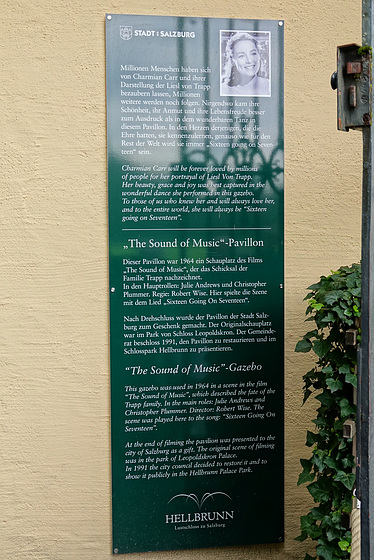 STADT : SALZBURG
Millionen Menschen haben sich
von Charmian Carr und ihrer
Darstellung der Liesl von Trapp
bezaubern lassen, Millionen
weitere werden noch folgen. Nirgendwo kam ihre
Schönheit, ihr Anmut und ihre Lebensfreude besser
zum Ausdruck als in dem wunderbaren Tanz in
diesem Pavillon. In den Herzen derjenigen, die die
Ehre hatten, sie kennenzulernen, genauso wie für den
Rest der Welt wird sie immer „Sixteen going on Seven-
teen“ sein.
Charmian Carr will be forever loved by millions
of people for her portrayal of Liesl Von Trapp.
Her beauty, grace and joy was best captured in the
wonderful dance she performed in this gazebo.
To those of us who knew her and will always love her,
and to the entire world, she will always be “Sixteen
going on Seventeen”.
„The Sound of Music“-Pavillon
Dieser Pavillon war 1964 ein Schauplatz des Films
„The Sound of Music“, der das Schicksal der
Familie Trapp nachzeichnet.
In den Hauptrollen: Julie Andrews und Christopher
Plummer. Regie: Robert Wise. Hier spielte die Szene
mit dem Lied „Sixteen Going On Seventeen“.
Nach Drehschluss wurde der Pavillon der Stadt Salz-
burg zum Geschenk gemacht. Der Originalschauplatz
war im Park von Schloss Leopoldskron. Der Gemeinde-
rat beschloss 1991, den Pavillon zu restaurieren und im
Schlosspark Hellbrunn zu präsentieren.
“The Sound of Music”-Gazebo
This gazebo was used in 1964 in a scene in the film
“The Sound of Music”, which described the fate of the
Trapp family. In the main roles: Julie Andrews and
Christopher Plummer. Director: Robert Wise. The
scene was played here to the song: “Sixteen Going On
Seventeen”.
At the end of filming the pavilion was presented to the
city of Salzburg as a gift. The original scene of filming
was in the park of Leopoldskron Palace.
In 1991 the city council decided to restore it and to
show it publicly in the Hellbrunn Palace Park.
HELLBRUNN
Lustschloss zu Salzburg